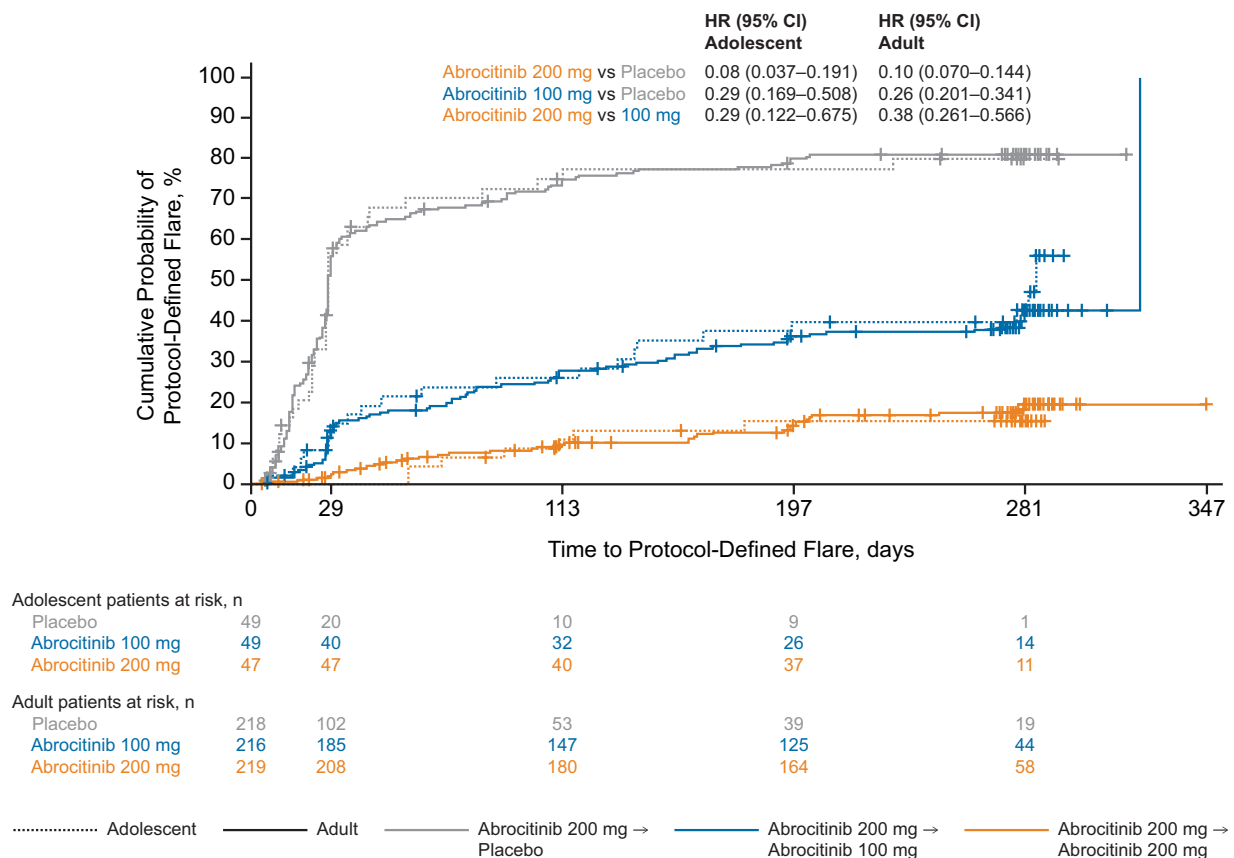 HR (95% CI) HR (95% CI)
Adolescent Adult
Abrocitinib 200 mg vs Placebo 0.08 (0.037–0.191) 0.10 (0.070–0.144)
Abrocitinib 100 mg vs Placebo 0.29 (0.169–0.508) 0.26 (0.201–0.341)
Abrocitinib 200 mg vs 100 mg 0.29 (0.122–0.675) 0.38 (0.261–0.566)
Cumulative Probability of
Protocol-Defined Flare, %
100
90
80
70
60
50
40
30
20
10
0
0 29 113 197 281 347
Time to Protocol-Defined Flare, days
Adolescent patients at risk, n
Placebo 49 20 10 9 1
Abrocitinib 100 mg 49 40 32 26 14
Abrocitinib 200 mg 47 47 40 37 11
Adult patients at risk, n
Placebo 218 102 53 39 19
Abrocitinib 100 mg 216 185 147 125 44
Abrocitinib 200 mg 219 208 180 164 58
Adolescent Adult Abrocitinib 200 mg → Abrocitinib 200 mg → Abrocitinib 200 mg →
Placebo Abrocitinib 100 mg Abrocitinib 200 mg